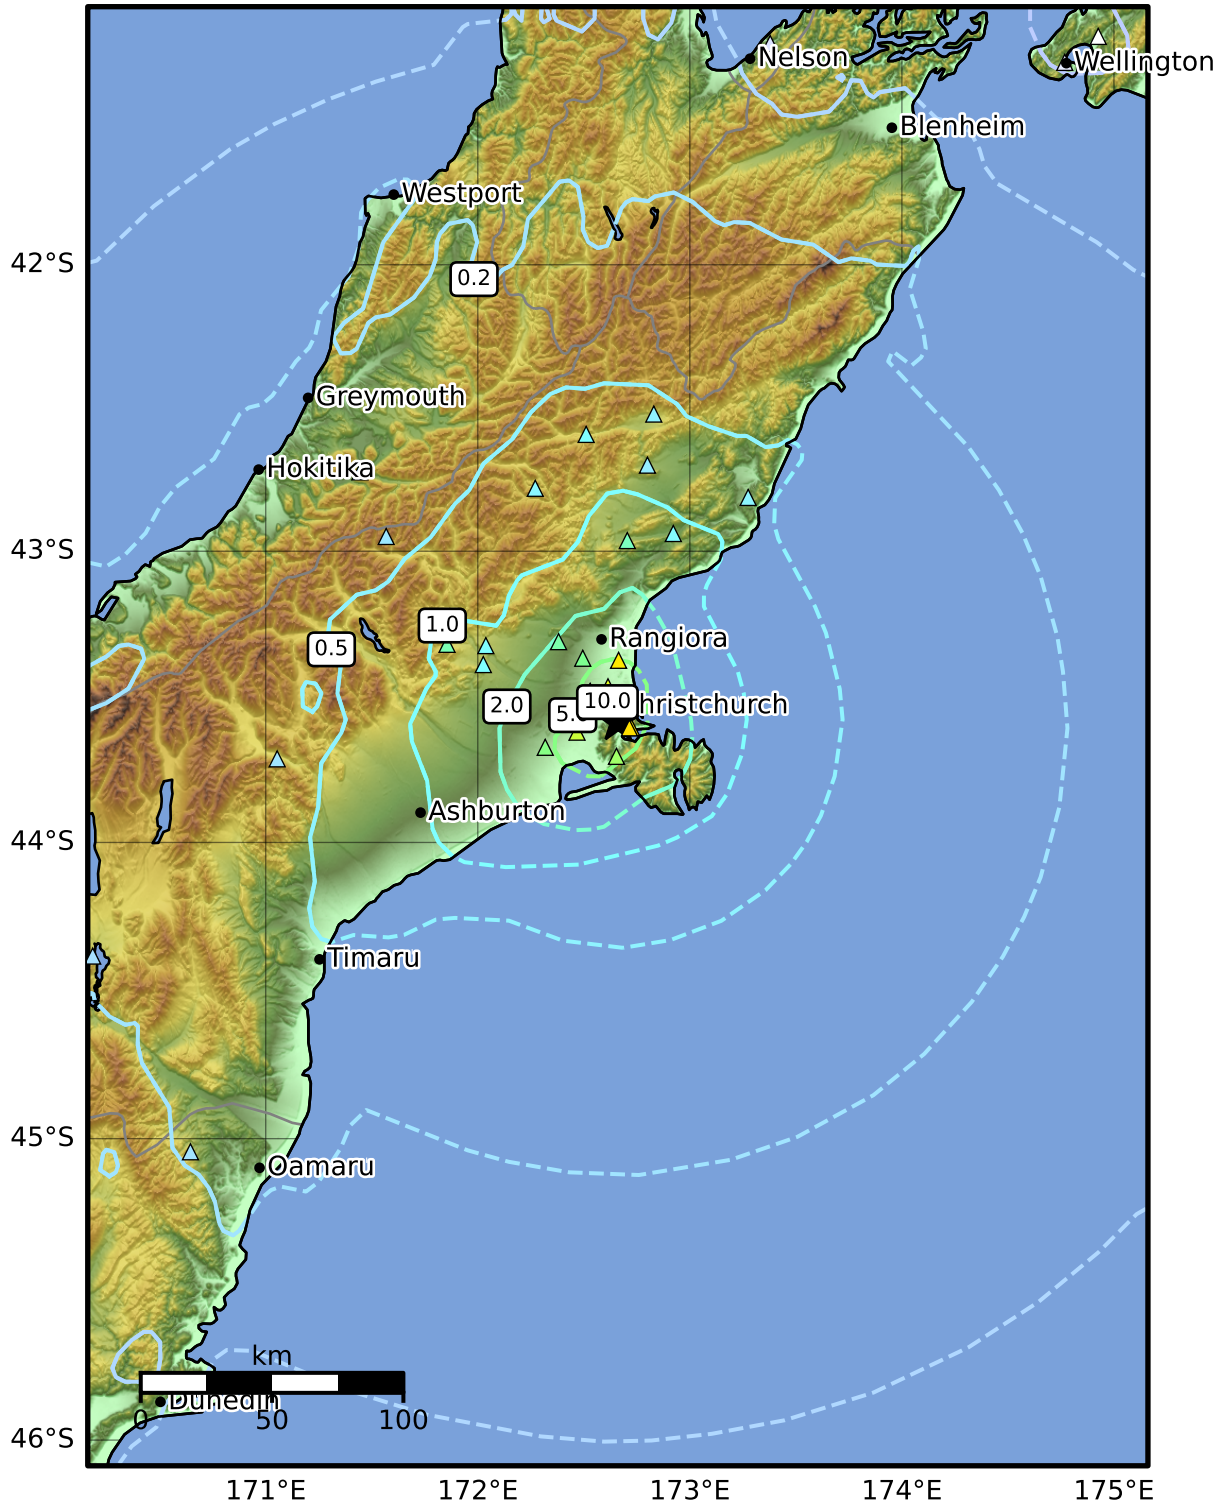 Nelson
Wellington
Blenheim
Westport
42°S
0.2
Greymouth
Hokitika
43°S
1.0
Rangiora
0.5
10.0
hristchurch
2.0
5.
Ashburton
44°S
Timaru
45°S
Oamaru
km
Dunedin
0 50 100
46°S
171°E 172°E 173°E 174°E 175°E